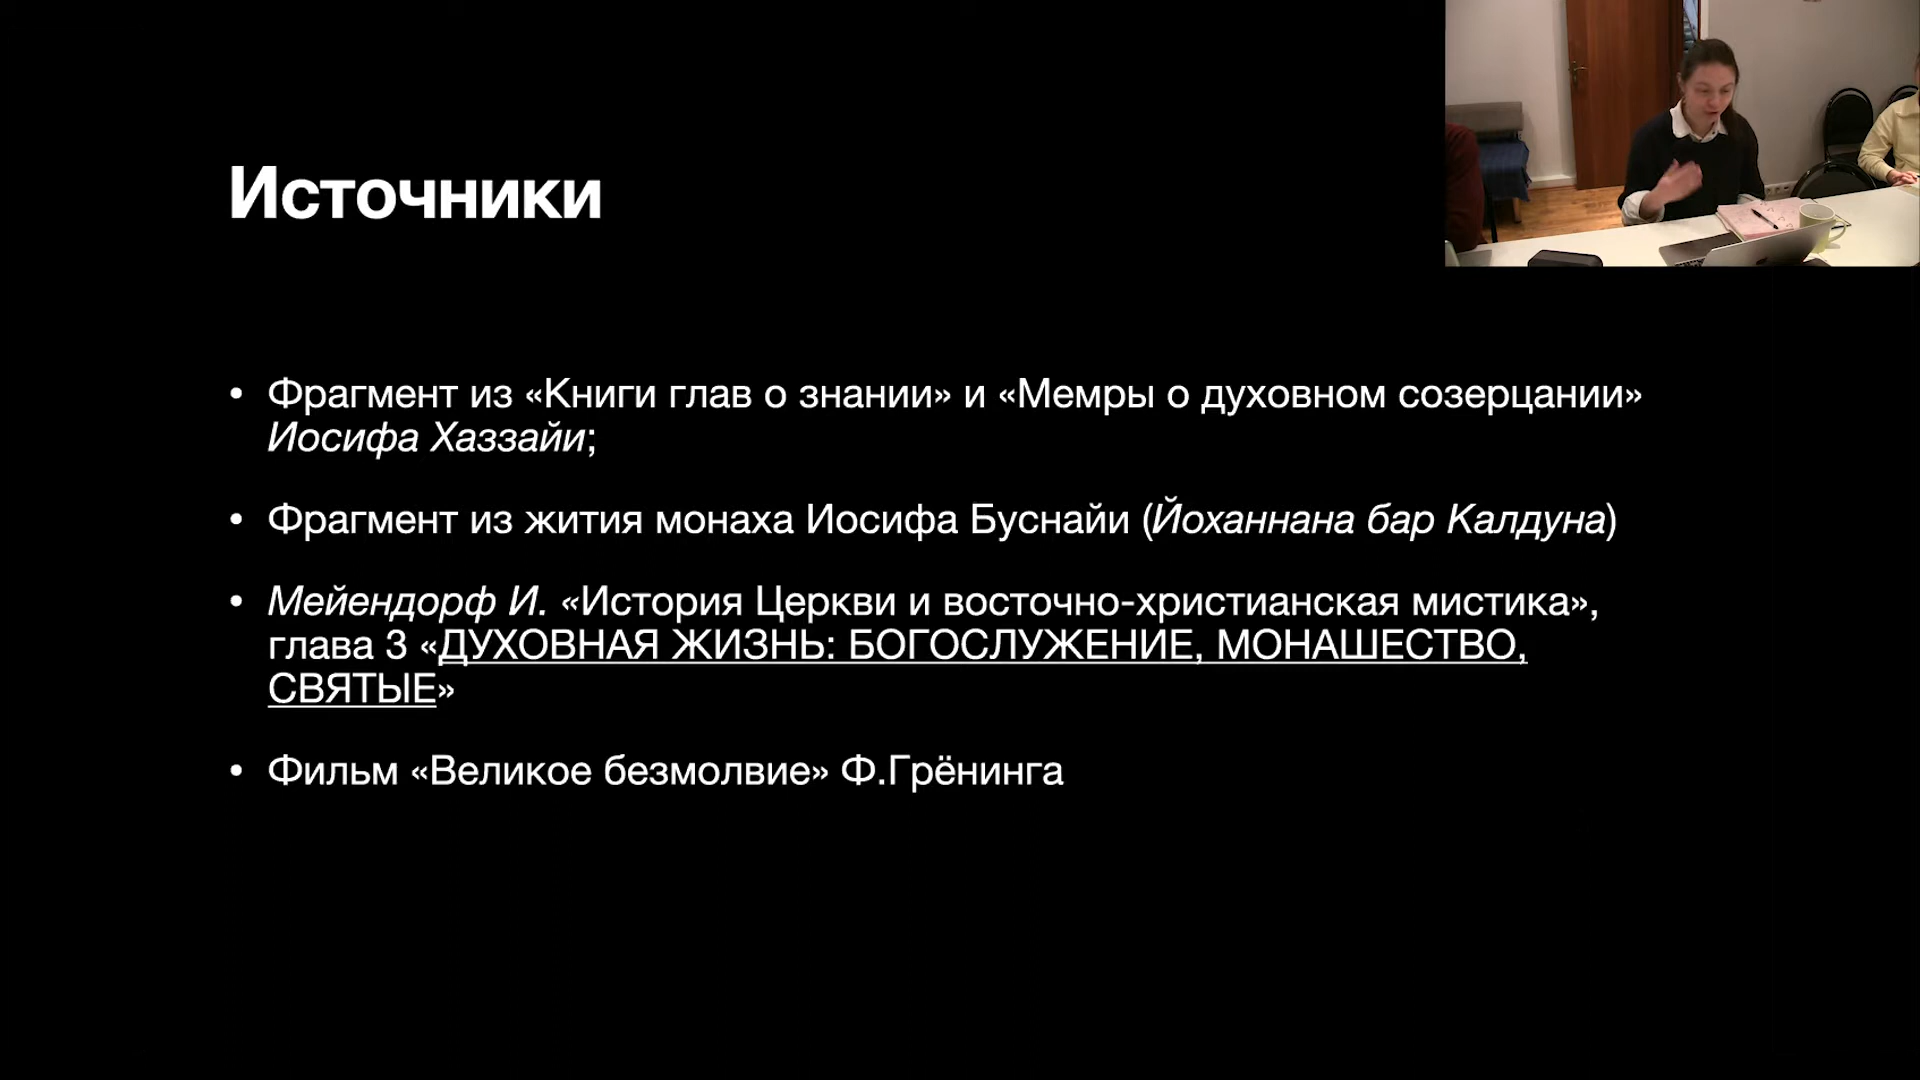 Источники
• Фрагмент из «Книги глав о знании» и «Мемры о духовном созерцании»
Иосифа Хаззайи;
• Фрагмент из жития монаха Иосифа Буснайи (Йоханнана бар Калдуна)
• Мейендорф И. «История Церкви и восточно-христианская мистика»,
глава 3 «ДУХОВНАЯ ЖИЗНЬ: БОГОСЛУЖЕНИЕ, МОНАШЕСТВО,
СВЯТЫЕ»
• Фильм «Великое безмолвие» Ф.Грёнинга